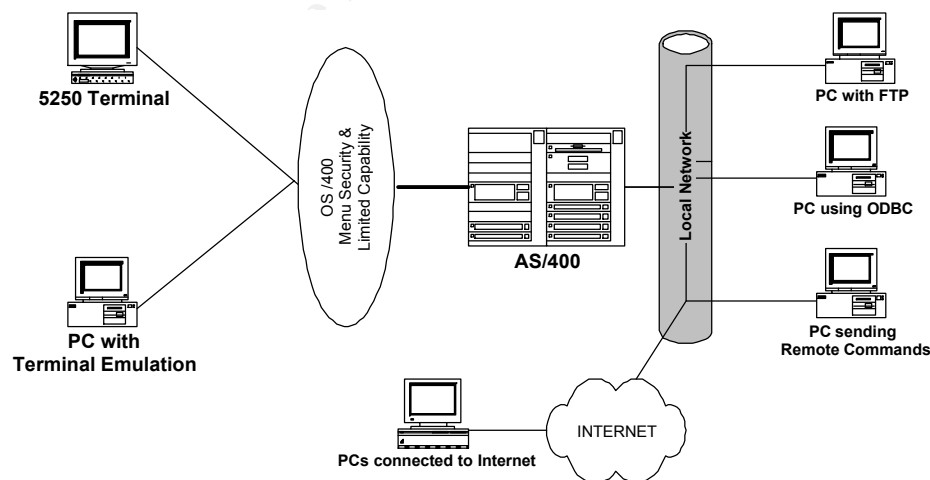 5250 Terminal
PC with
Terminal Emulation
OS /400
Menu Security &
Limited Capability
AS/400
Local Network
PC with FTP
PC using ODBC
PC sending
Remote Commands
INTERNET
PCs connected to Internet